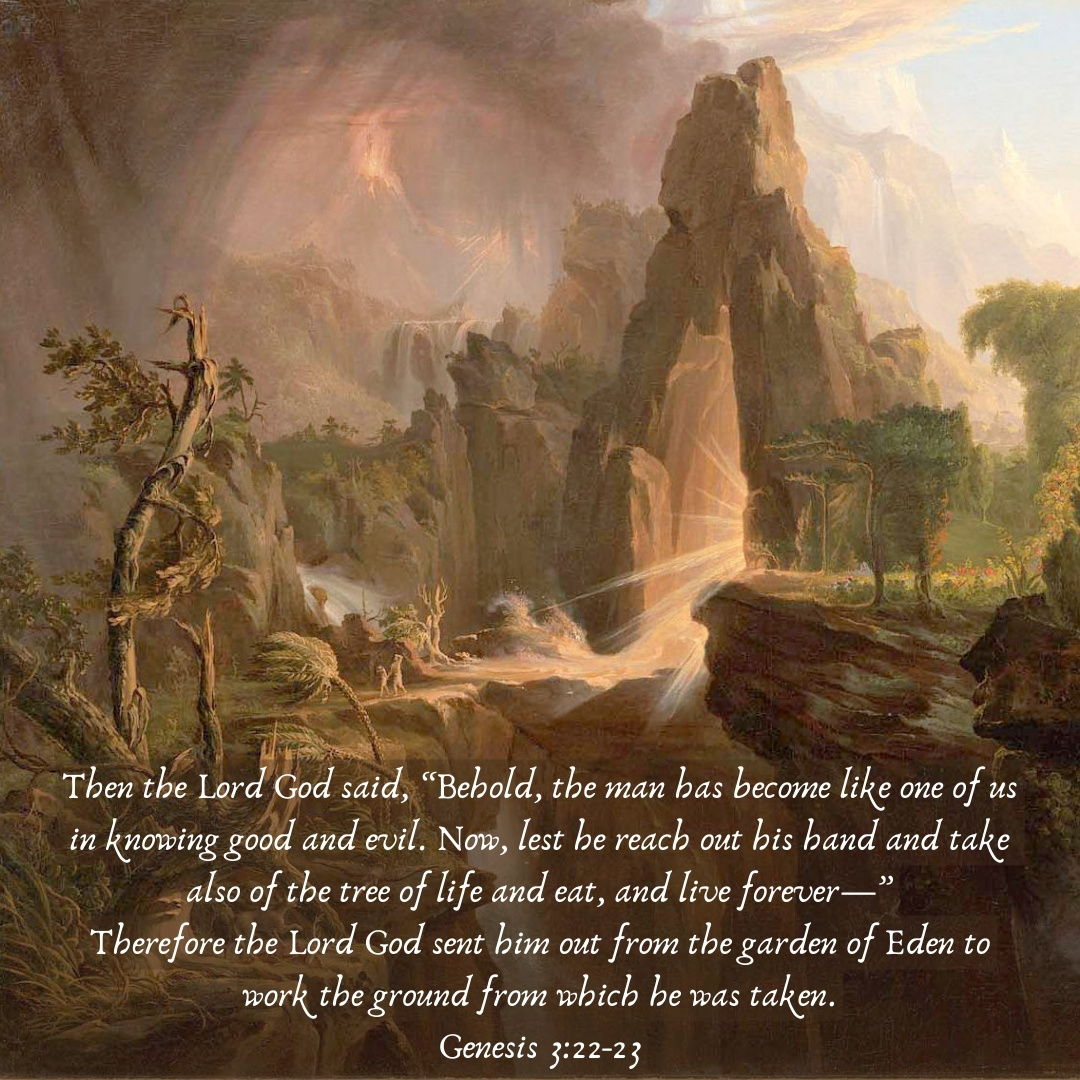 Then the Lord God said, “Behold, the man has become like one of us
in knowing good and evil. Now, lest he reach out his hand and take
also of the tree of life and eat, and live forever—”
Therefore the Lord God sent him out from the garden of Eden to
work the ground from which he was taken.
Genesis 3:22-23